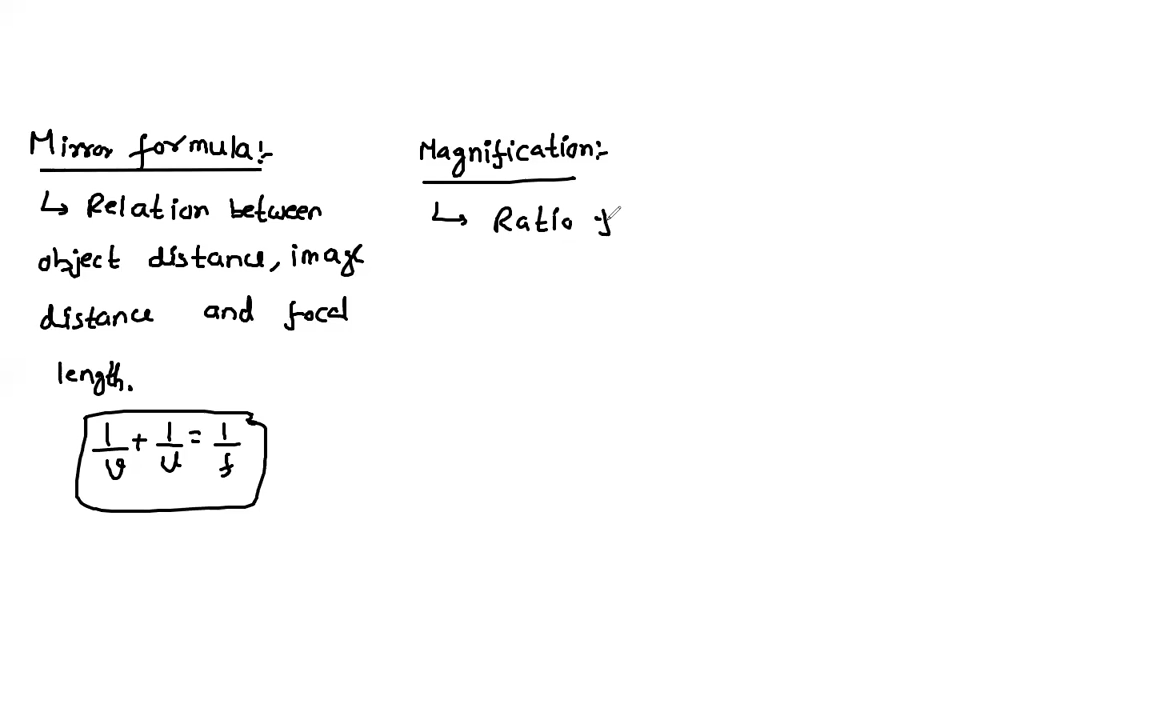 Mirror formula:-
↳ Relation between
object distance, image
distance and focal
length.
1/v + 1/u = 1/f
Magnification:-
↳ Ratio